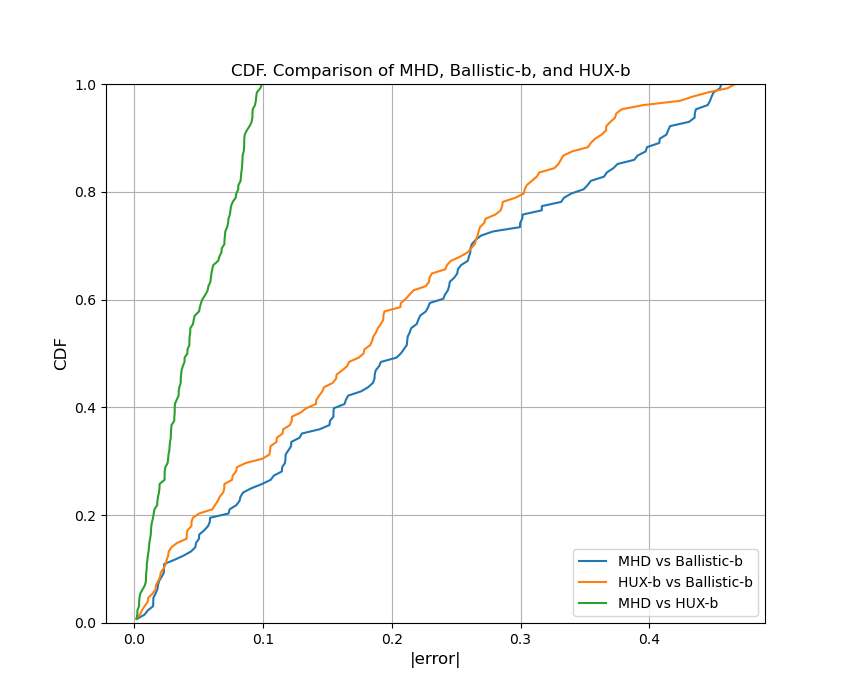 CDF. Comparison of MHD, Ballistic-b, and HUX-b
1.0
0.8
0.6
CDF
0.4
0.2
0.0
MHD vs Ballistic-b
HUX-b vs Ballistic-b
MHD vs HUX-b
0.0 0.1 0.2 0.3 0.4
|error|